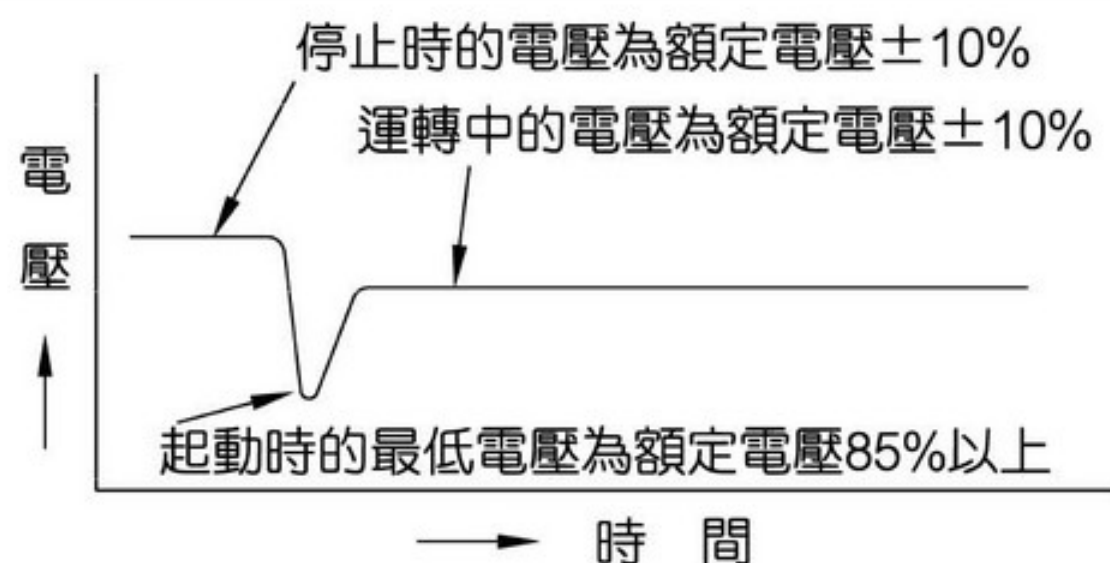 停止時的電壓為額定電壓±10%
運轉中的電壓為額定電壓±10%
電壓
起動時的最低電壓為額定電壓85%以上
時 間